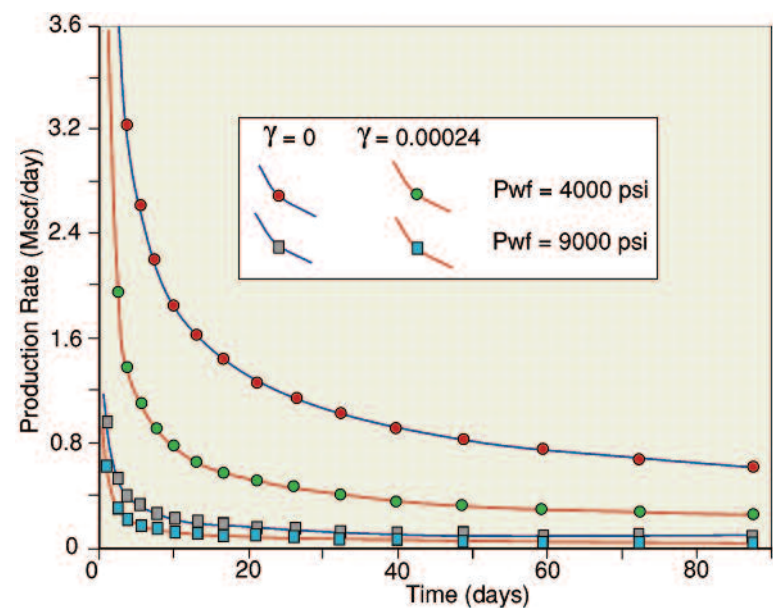 3.6
3.2
2.4
1.6
0.8
0
Production Rate (Mscf/day)
γ = 0 γ = 0.00024
Pwf = 4000 psi
Pwf = 9000 psi
0 20 40 60 80
Time (days)